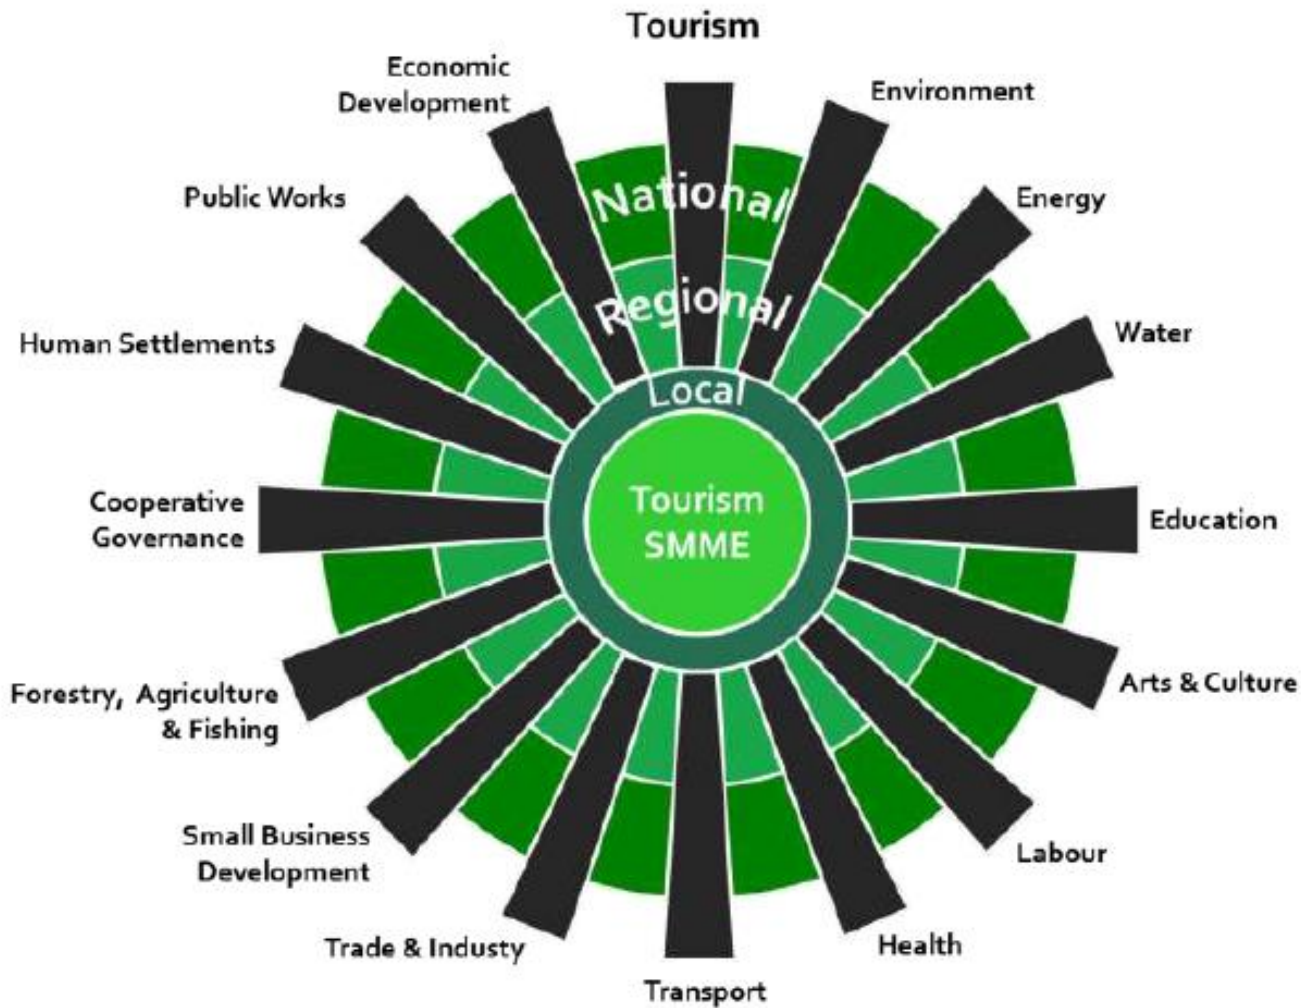 Tourism
Economic
Development
Environment
Public Works
Energy
National
Regional
Human Settlements
Water
Local
Cooperative
Governance
Tourism
SMME
Education
Forestry, Agriculture
& Fishing
Arts & Culture
Small Business
Development
Labour
Trade & Industy
Health
Transport